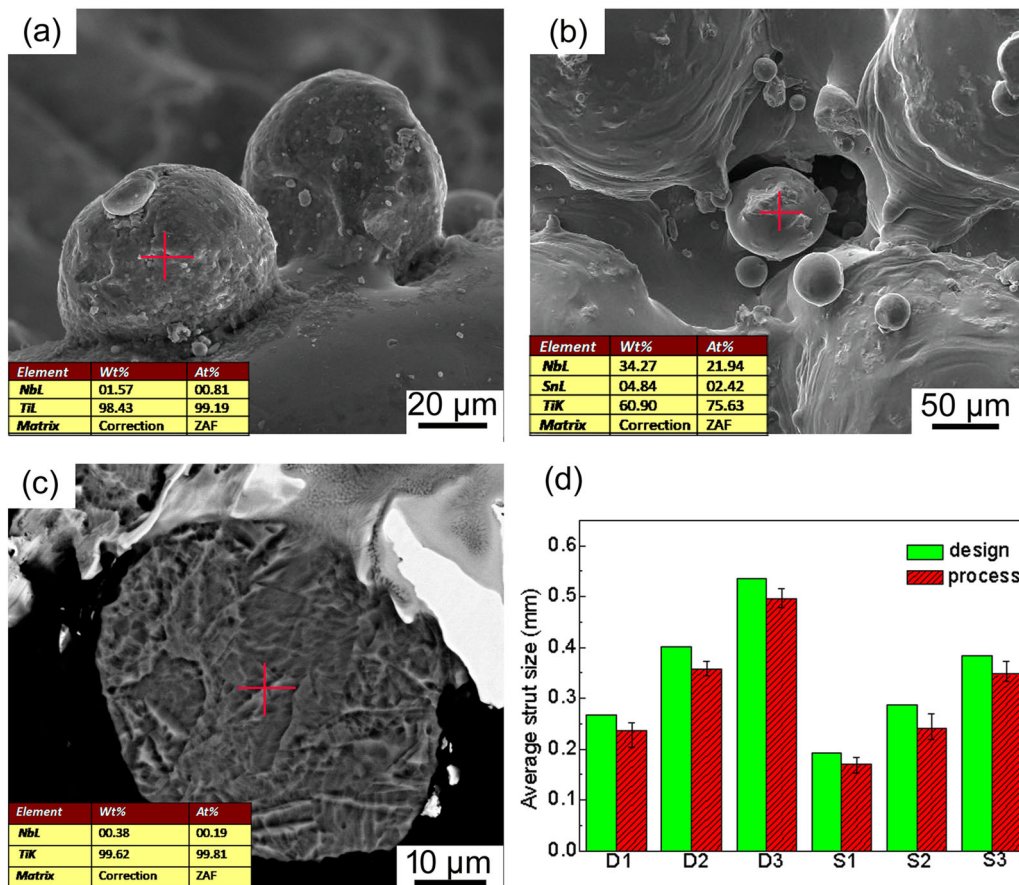 (a)
Element Wt% At%
NbL 01.57 00.81
TiL 98.43 99.19
Matrix Correction ZAF
20 µm
(b)
Element Wt% At%
NbL 34.27 21.94
SnL 04.84 02.42
TiK 60.90 75.63
Matrix Correction ZAF
50 µm
(c)
Element Wt% At%
NbL 00.38 00.19
TiK 99.62 99.81
Matrix Correction ZAF
10 µm
(d)
Average strut size (mm)
0.6
0.5
0.4
0.3
0.2
0.1
0.0
design
process
D1 D2 D3 S1 S2 S3